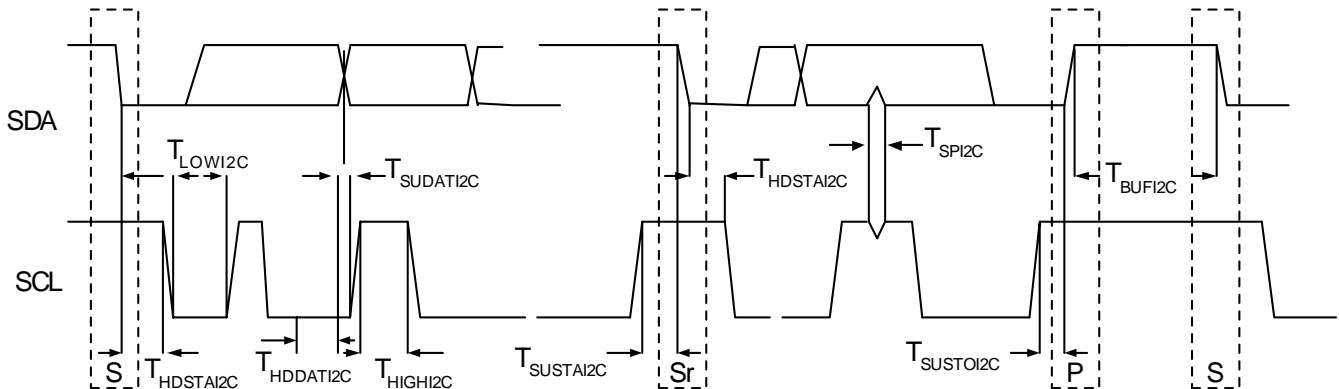 SDA
T_LOWI2C
T_SUDATI2C
T_SPI2C
T_HDSTAI2C
T_BUFI2C
SCL
S
T_HDSTAI2C
T_HDDATI2C
T_HIGHI2C
T_SUSTAI2C
Sr
T_SUSTOI2C
P
S